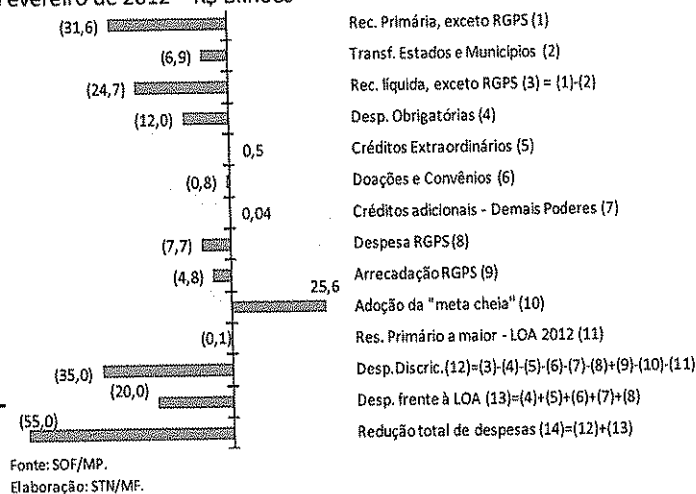 Fevereiro de 2012 – R$ Bilhões
(31,6) Rec. Primária, exceto RGPS (1)
(6,9) Transf. Estados e Municipios (2)
(24,7) Rec. líquida, exceto RGPS (3) = (1)-(2)
(12,0) Desp. Obrigatórias (4)
0,5 Créditos Extraordinários (5)
(0,8) Doações e Convênios (6)
0,04 Créditos adicionais - Demais Poderes (7)
(7,7) Despesa RGPS(8)
(4,8) Arrecadação RGPS (9)
25,6 Adoção da "meta cheia" (10)
(0,1) Res. Primário a maior - LOA 2012 (11)
(35,0) Desp.Discric.(12)=(3)-(4)-(5)-(6)-(7)-(8)+(9)-(10)-(11)
(20,0) Desp. frente à LOA (13)=(4)+(5)+(6)+(7)+(8)
(55,0) Redução total de despesas (14)=(12)+(13)
Fonte: SOF/MP.
Elaboração: STN/MF.